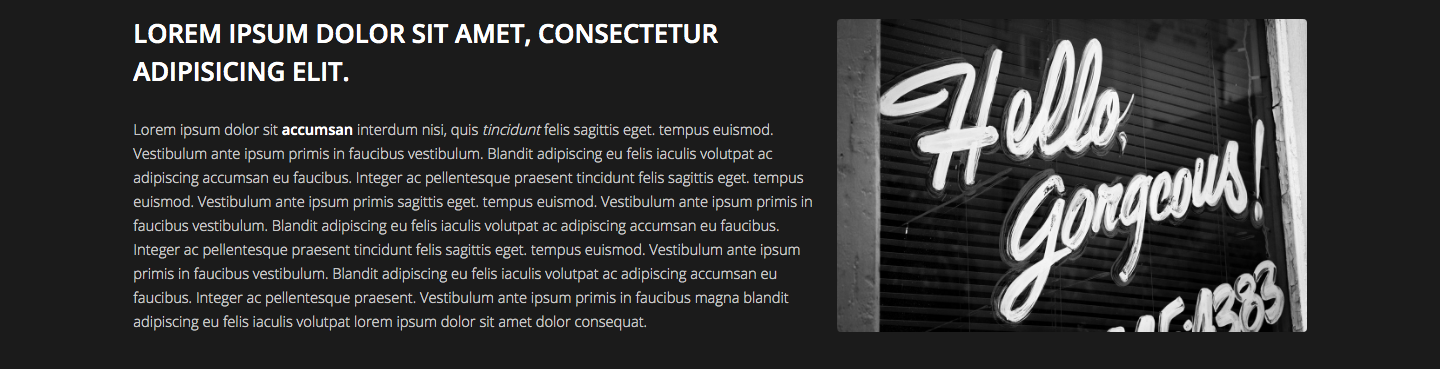 LOREM IPSUM DOLOR SIT AMET, CONSECTETUR
ADIPISICING ELIT.
Lorem ipsum dolor sit accumsan interdum nisi, quis tincidunt felis sagittis eget. tempus euismod.
Vestibulum ante ipsum primis in faucibus vestibulum. Blandit adipiscing eu felis iaculis volutpat ac
adipiscing accumsan eu faucibus. Integer ac pellentesque praesent tincidunt felis sagittis eget. tempus
euismod. Vestibulum ante ipsum primis sagittis eget. tempus euismod. Vestibulum ante ipsum primis in
faucibus vestibulum. Blandit adipiscing eu felis iaculis volutpat ac adipiscing accumsan eu faucibus.
Integer ac pellentesque praesent tincidunt felis sagittis eget. tempus euismod. Vestibulum ante ipsum
primis in faucibus vestibulum. Blandit adipiscing eu felis iaculis volutpat ac adipiscing accumsan eu
faucibus. Integer ac pellentesque praesent. Vestibulum ante ipsum primis in faucibus magna blandit
adipiscing eu felis iaculis volutpat lorem ipsum dolor sit amet dolor consequat.
Hello,
Gorgeous!